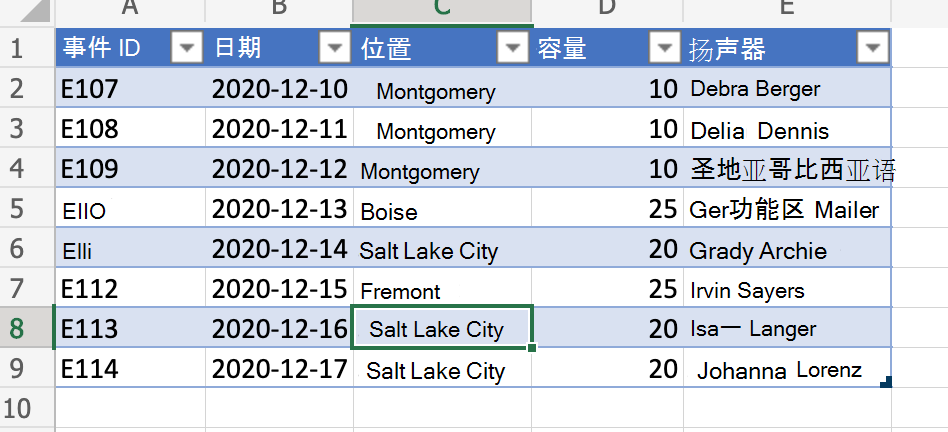 A B C D E
1 事件 ID 日期 位置 容量 扬声器
2 E107 2020-12-10 Montgomery 10 Debra Berger
3 E108 2020-12-11 Montgomery 10 Delia Dennis
4 E109 2020-12-12 Montgomery 10 圣地亚哥比西亚语
5 EIIO 2020-12-13 Boise 25 Ger功能区 Mailer
6 Elli 2020-12-14 Salt Lake City 20 Grady Archie
7 E112 2020-12-15 Fremont 25 Irvin Sayers
8 E113 2020-12-16 Salt Lake City 20 Isa一 Langer
9 E114 2020-12-17 Salt Lake City 20 Johanna Lorenz
10